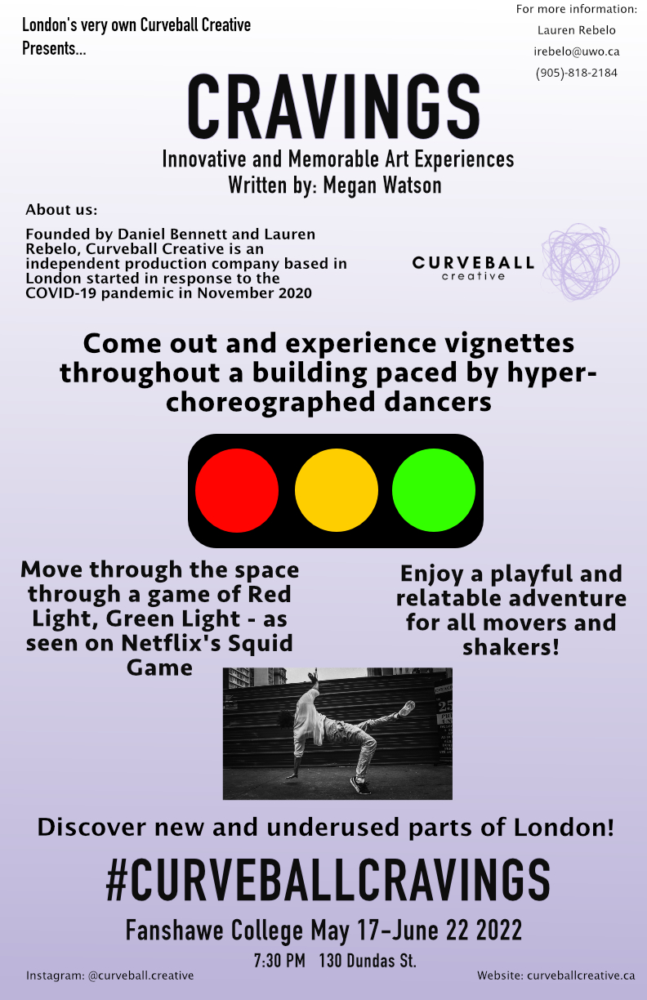 London's very own Curveball Creative
Presents...
For more information:
Lauren Rebelo
irebelo@uwo.ca
(905)-818-2184
CRAVINGS
Innovative and Memorable Art Experiences
Written by: Megan Watson
About us:
Founded by Daniel Bennett and Lauren
Rebelo, Curveball Creative is an
independent production company based in
London started in response to the
COVID-19 pandemic in November 2020
CURVEBALL
creative
Come out and experience vignettes
throughout a building paced by hyper-
choreographed dancers
Move through the space
through a game of Red
Light, Green Light - as
seen on Netflix's Squid
Game
Enjoy a playful and
relatable adventure
for all movers and
shakers!
25
Discover new and underused parts of London!
#CURVEBALLCRAVINGS
Fanshawe College May 17-June 22 2022
7:30 PM 130 Dundas St.
Instagram: @curveball.creative
Website: curveballcreative.ca